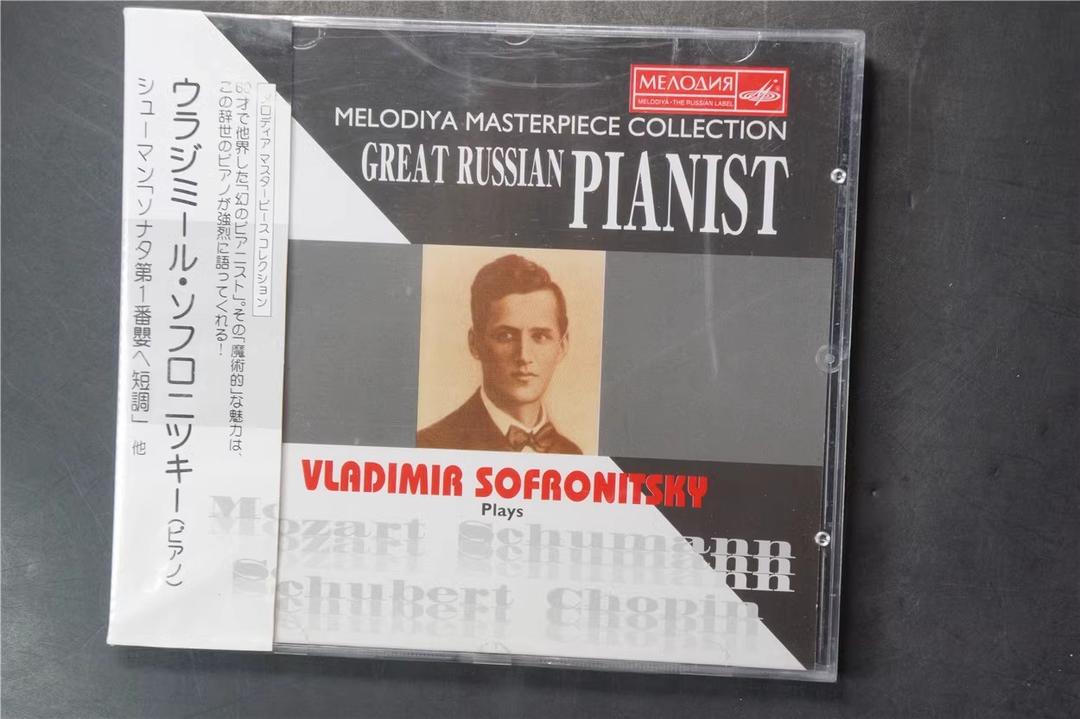 メロディア マスターピース コレクション
60才で他界した「幻のピアニスト」。その「魔術的」な魅力は、
この辞世のピアノが強烈に語ってくれる!
ウラジミール・ソフロニツキー(ピアノ)
シューマン「ソナタ第1番嬰ヘ短調」 他
МЕЛОДИЯ
MELODIYA · THE RUSSIAN LABEL
MELODIYA MASTERPIECE COLLECTION
GREAT RUSSIAN PIANIST
VLADIMIR SOFRONITSKY
Plays
Mozart Schumann
Schubert Chopin